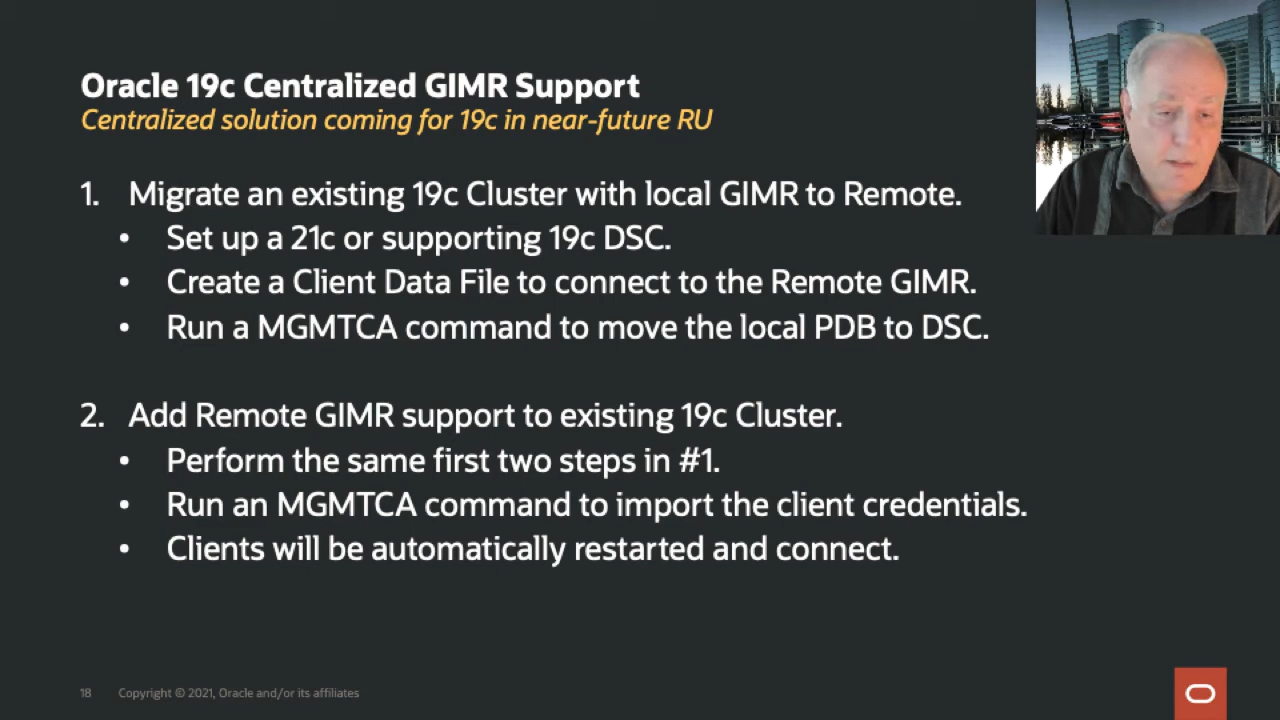 Oracle 19c Centralized GIMR Support
Centralized solution coming for 19c in near-future RU
1. Migrate an existing 19c Cluster with local GIMR to Remote.
• Set up a 21c or supporting 19c DSC.
• Create a Client Data File to connect to the Remote GIMR.
• Run a MGMTCA command to move the local PDB to DSC.
2. Add Remote GIMR support to existing 19c Cluster.
• Perform the same first two steps in #1.
• Run an MGMTCA command to import the client credentials.
• Clients will be automatically restarted and connect.
18 Copyright © 2021, Oracle and/or its affiliates